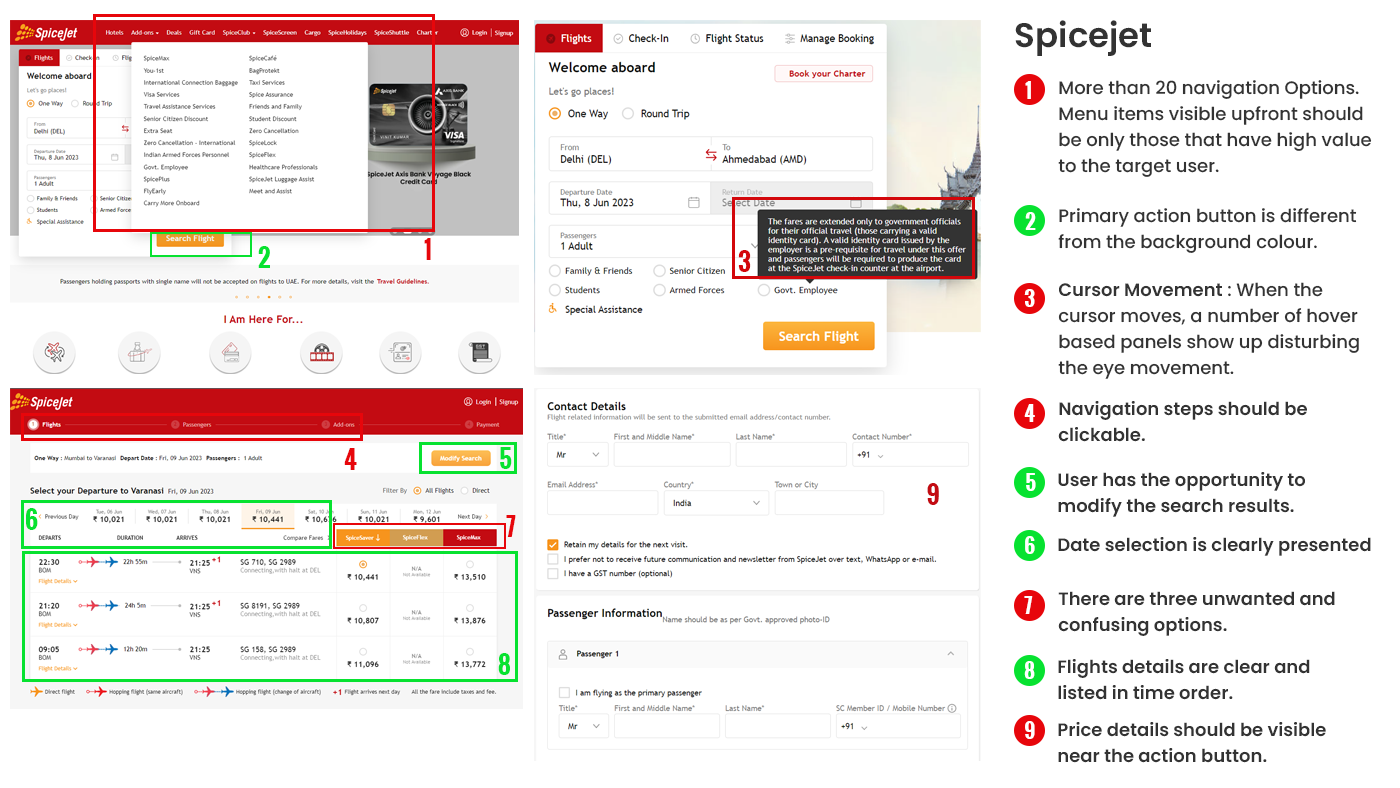 SpiceJet
Hotels Add-ons Deals Gift Card SpiceClub SpiceScreen Cargo SpiceHolidays SpiceShuttle Charter Login | Signup
Flights Check-In
Welcome aboard
Let's go places!
One Way Round Trip
From
Delhi (DEL)
Departure Date
Thu, 8 Jun 2023
Passengers
1 Adult
Family & Friends
Students Armed Forces
Special Assistance
SpiceMax SpiceCafé
You-1st BagProtekt
International Connection Baggage Taxi Services
Visa Services Spice Assurance
Travel Assistance Services Friends and Family
Senior Citizen Discount Student Discount
Extra Seat Zero Cancellation
Zero Cancellation - International SpiceLock
Indian Armed Forces Personnel SpiceFlex
Govt. Employee Healthcare Professionals
SpicePlus SpiceJet Luggage Assist
FlyEarly Meet and Assist
Carry More Onboard
SpiceJet AXIS BANK
VISA
SpiceJet Axis Bank Voyage Black
Credit Card
Search Flight
1
2
Passengers holding passports with single name will not be accepted on flights to UAE. For more details, visit the Travel Guidelines.
I Am Here For...
Flights Check-In Flight Status Manage Booking
Welcome aboard
Book your Charter
Let's go places!
One Way Round Trip
From To
Delhi (DEL) Ahmedabad (AMD)
Departure Date Return Date
Thu, 8 Jun 2023 Select Date
Passengers
1 Adult
The fares are extended only to government officials
for their official travel (those carrying a valid
identity card). A valid identity card issued by the
employer is a pre-requisite for travel under this offer
and passengers will be required to produce the card
at the SpiceJet check-in counter at the airport.
3
Family & Friends Senior Citizen
Students Armed Forces Govt. Employee
Special Assistance
Search Flight
SpiceJet
Login | Signup
1 Flights 2 Passengers 3 Add-ons 4 Payment
4
One Way : Mumbai to Varanasi Depart Date : Fri, 09 Jun 2023 Passengers : 1 Adult
Modify Search
5
Select your Departure to Varanasi Fri, 09 Jun 2023
Filter By All Flights Direct
6
Previous Day
Tue, 06 Jun Wed, 07 Jun Thu, 08 Jun Fri, 09 Jun Sat, 10 Jun Sun, 11 Jun Mon, 12 Jun
₹ 10,021 ₹ 10,021 ₹ 10,021 ₹ 10,441 ₹ 10,021 ₹ 9,601
Next Day
7
DEPARTS DURATION ARRIVES Compare Fares SpiceSaver SpiceFlex SpiceMax
22:30 22h 55m 21:25 +1 SG 710, SG 2989
BOM VNS Connecting,with halt at DEL
Flight Details
₹ 10,441 N/A Not Available ₹ 13,510
21:20 24h 5m 21:25 +1 SG 8191, SG 2989
BOM VNS Connecting,with halt at DEL
Flight Details
₹ 10,807 N/A Not Available ₹ 13,876
09:05 12h 20m 21:25 SG 158, SG 2989
BOM VNS Connecting,with halt at DEL
Flight Details
₹ 11,096 N/A Not Available ₹ 13,772
8
Direct flight Hopping flight (same aircraft) Hopping flight (change of aircraft) +1 Flight arrives next day All the fare include taxes and fee.
Contact Details
Flight related information will be sent to the submitted email address/contact number.
Title* First and Middle Name* Last Name* Contact Number*
Mr +91
Email Address* Country* Town or City
India
9
Retain my details for the next visit.
I prefer not to receive future communication and newsletter from SpiceJet over text, WhatsApp or e-mail.
I have a GST number (optional)
Passenger Information
Name should be as per Govt. approved photo-ID
Passenger 1
I am flying as the primary passenger
Title* First and Middle Name* Last Name* SC Member ID / Mobile Number
Mr +91
Spicejet
1 More than 20 navigation Options.
Menu items visible upfront should
be only those that have high value
to the target user.
2 Primary action button is different
from the background colour.
3 Cursor Movement : When the
cursor moves, a number of hover
based panels show up disturbing
the eye movement.
4 Navigation steps should be
clickable.
5 User has the opportunity to
modify the search results.
6 Date selection is clearly presented
7 There are three unwanted and
confusing options.
8 Flights details are clear and
listed in time order.
9 Price details should be visible
near the action button.